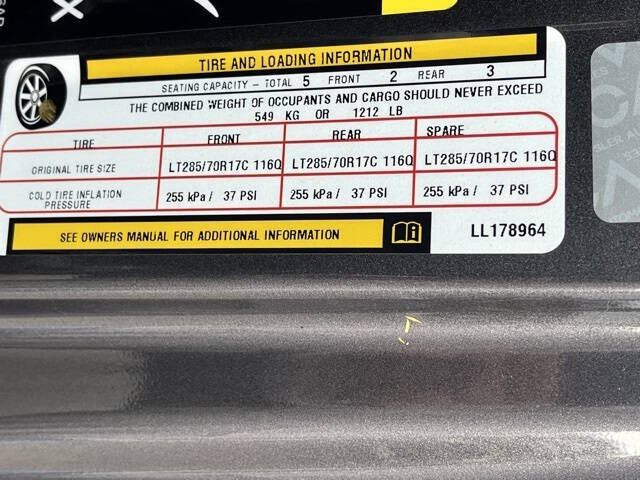 TIRE AND LOADING INFORMATION
SEATING CAPACITY – TOTAL 5 FRONT 2 REAR 3
THE COMBINED WEIGHT OF OCCUPANTS AND CARGO SHOULD NEVER EXCEED
549 KG OR 1212 LB
TIRE FRONT REAR SPARE
ORIGINAL TIRE SIZE LT285/70R17C 116Q LT285/70R17C 116Q LT285/70R17C 116Q
COLD TIRE INFLATION PRESSURE 255 kPa / 37 PSI 255 kPa / 37 PSI 255 kPa / 37 PSI
SEE OWNERS MANUAL FOR ADDITIONAL INFORMATION
LL178964